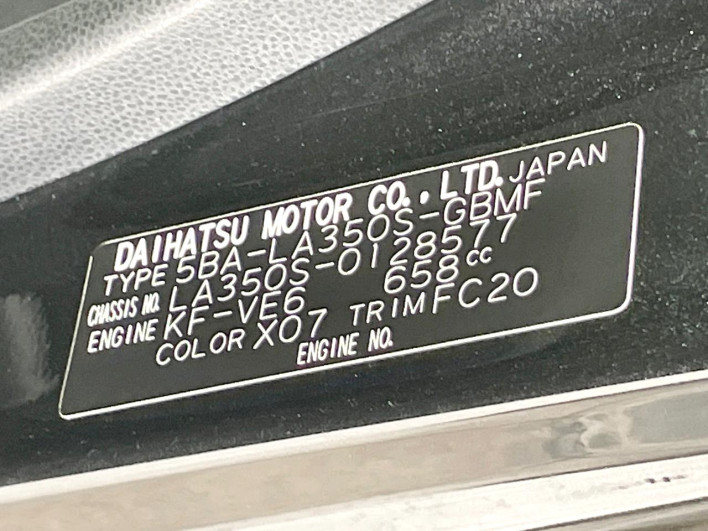 DAIHATSU MOTOR CO., LTD. JAPAN
TYPE 5BA-LA350S-GBMF
CHASSIS NO. LA350S-0128577
ENGINE KF-VE6 658cc
COLOR X07 TRIM FC20
ENGINE NO.